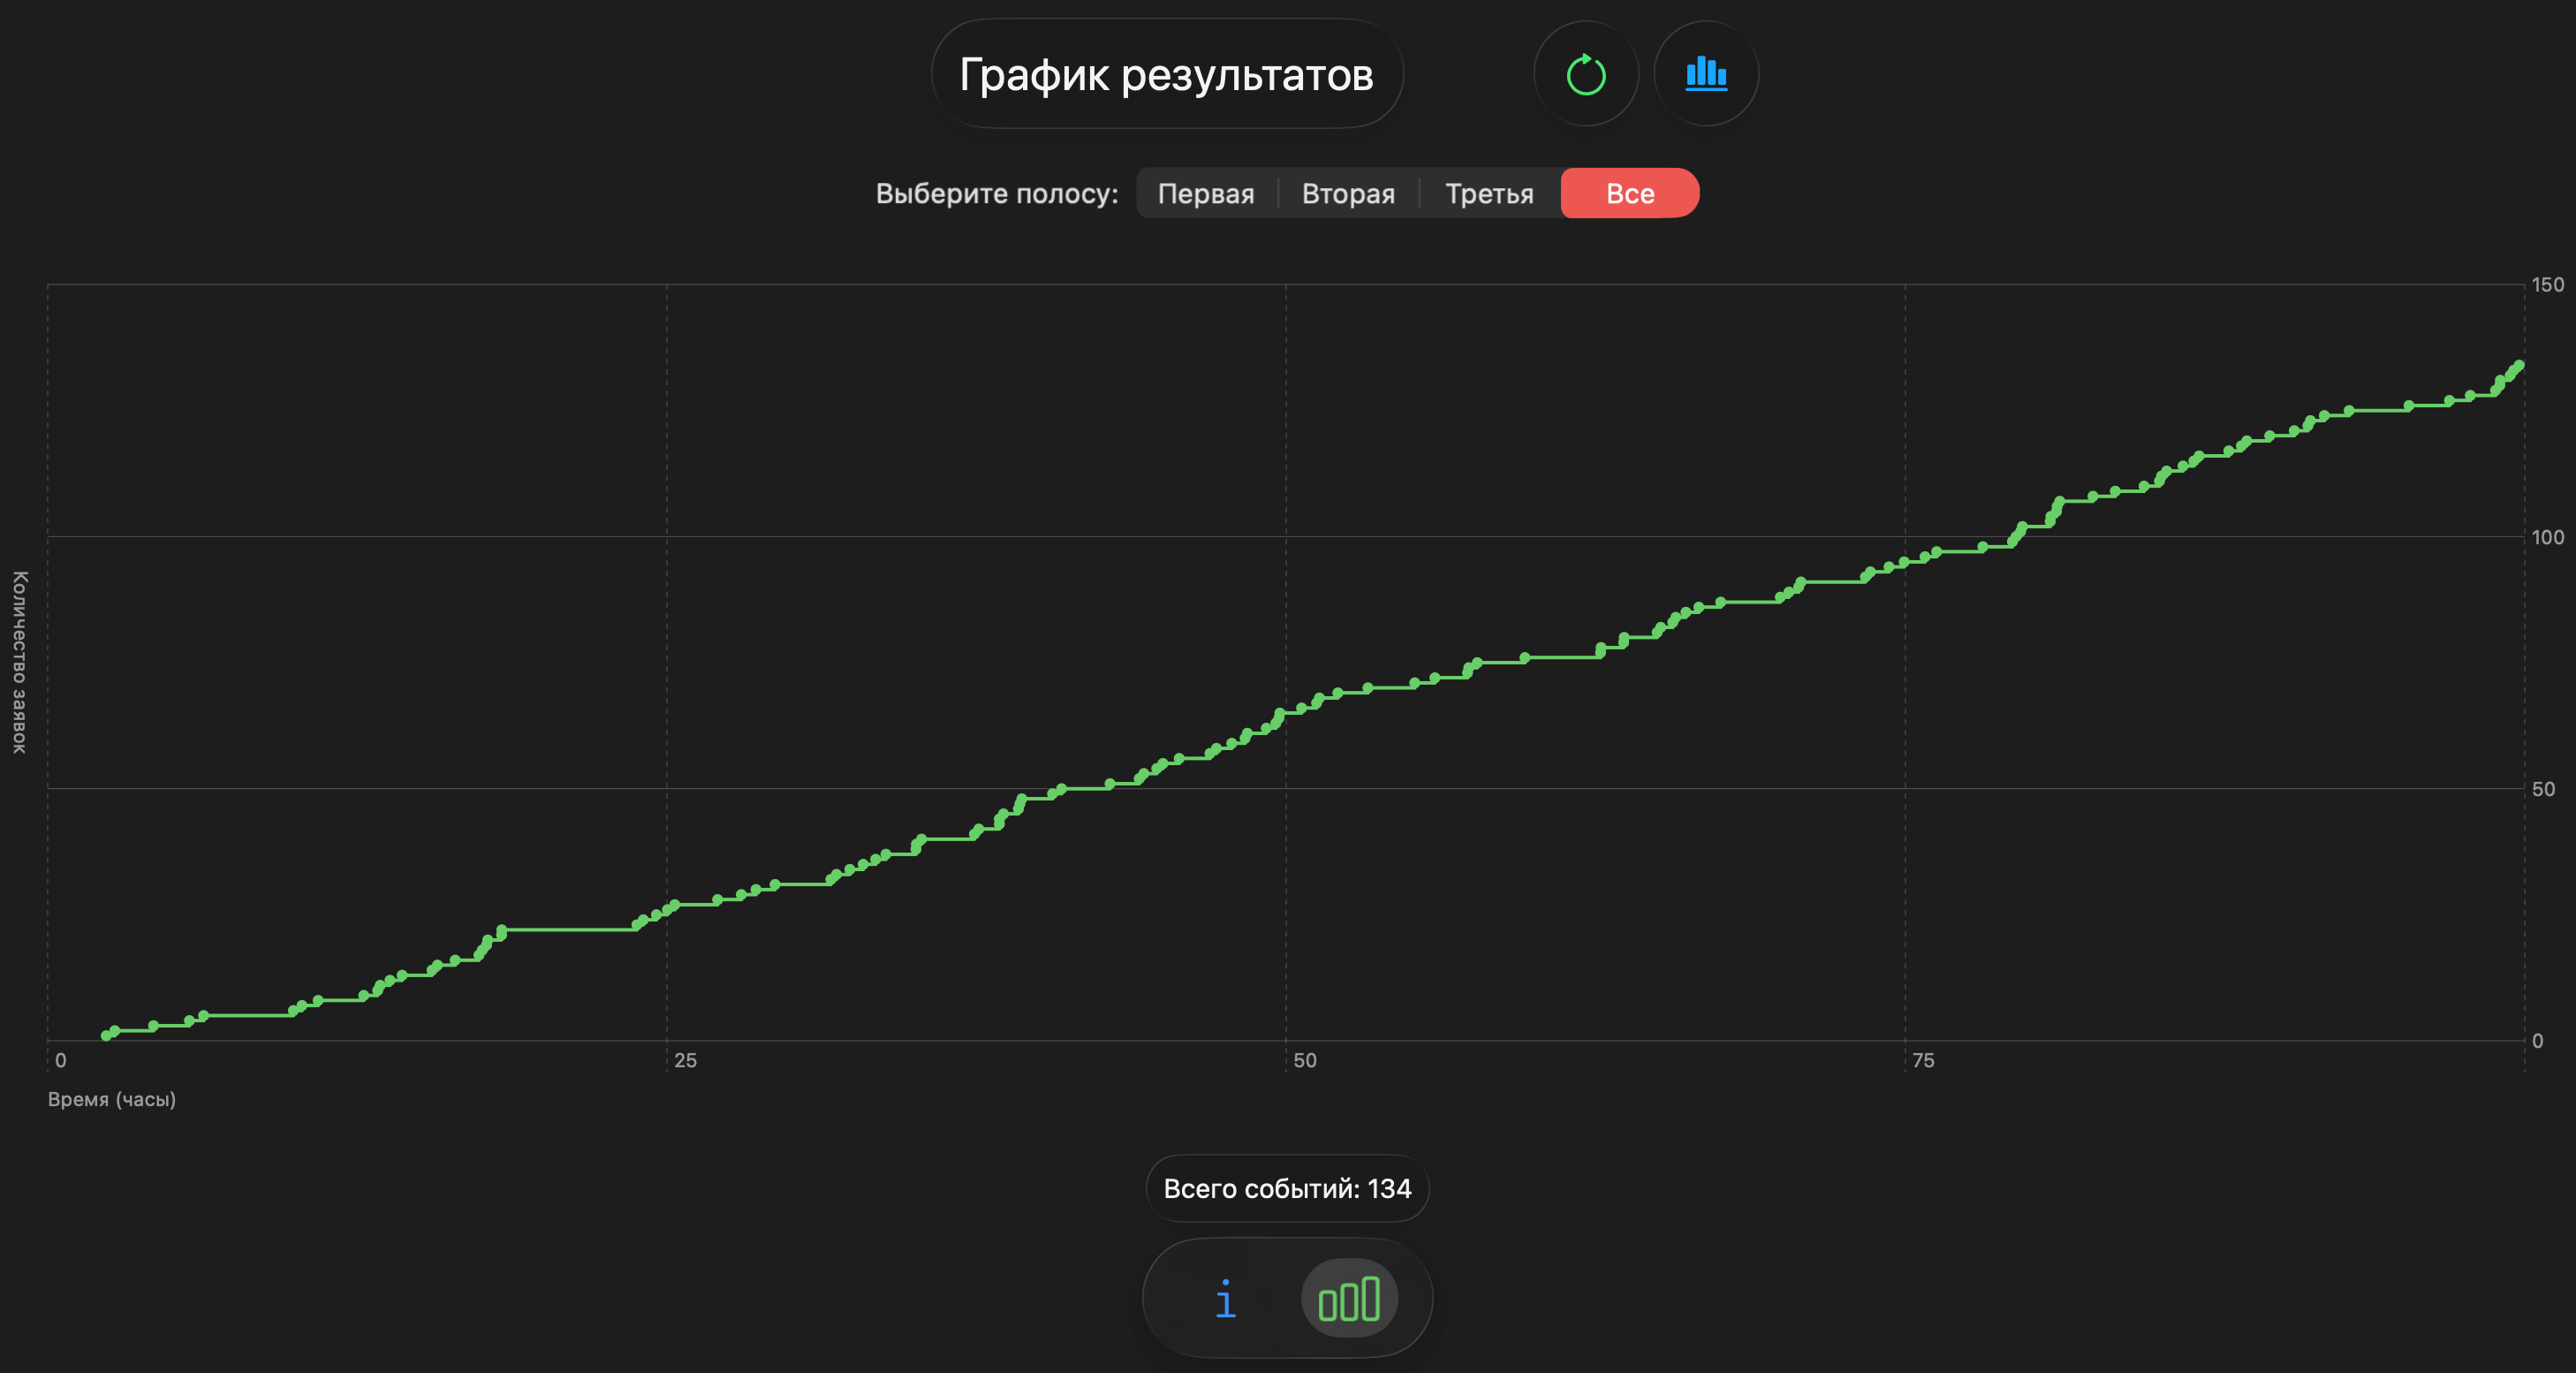 График результатов
Выберите полосу: Первая Вторая Третья Все
150
100
50
0
Количество заявок
0 25 50 75
Время (часы)
Всего событий: 134
i